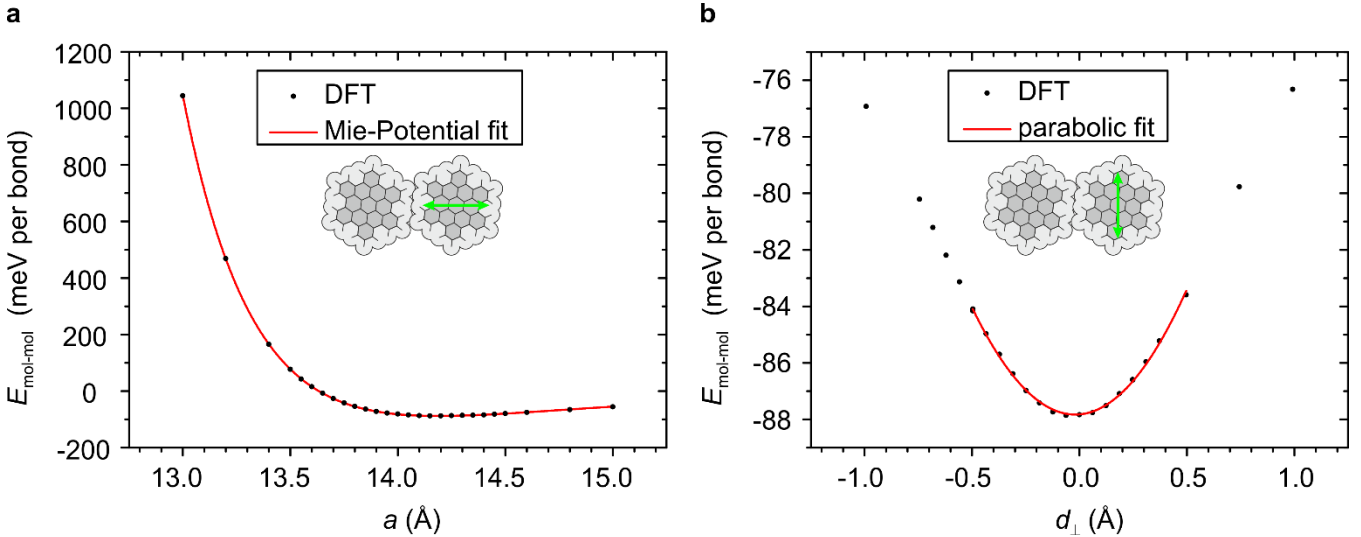 a
1200
1000
800
600
400
200
0
-200
E mol-mol (meV per bond)
DFT
Mie-Potential fit
13.0 13.5 14.0 14.5 15.0
a (Å)
b
-76
-78
-80
-82
-84
-86
-88
E mol-mol (meV per bond)
DFT
parabolic fit
-1.0 -0.5 0.0 0.5 1.0
d⊥ (Å)